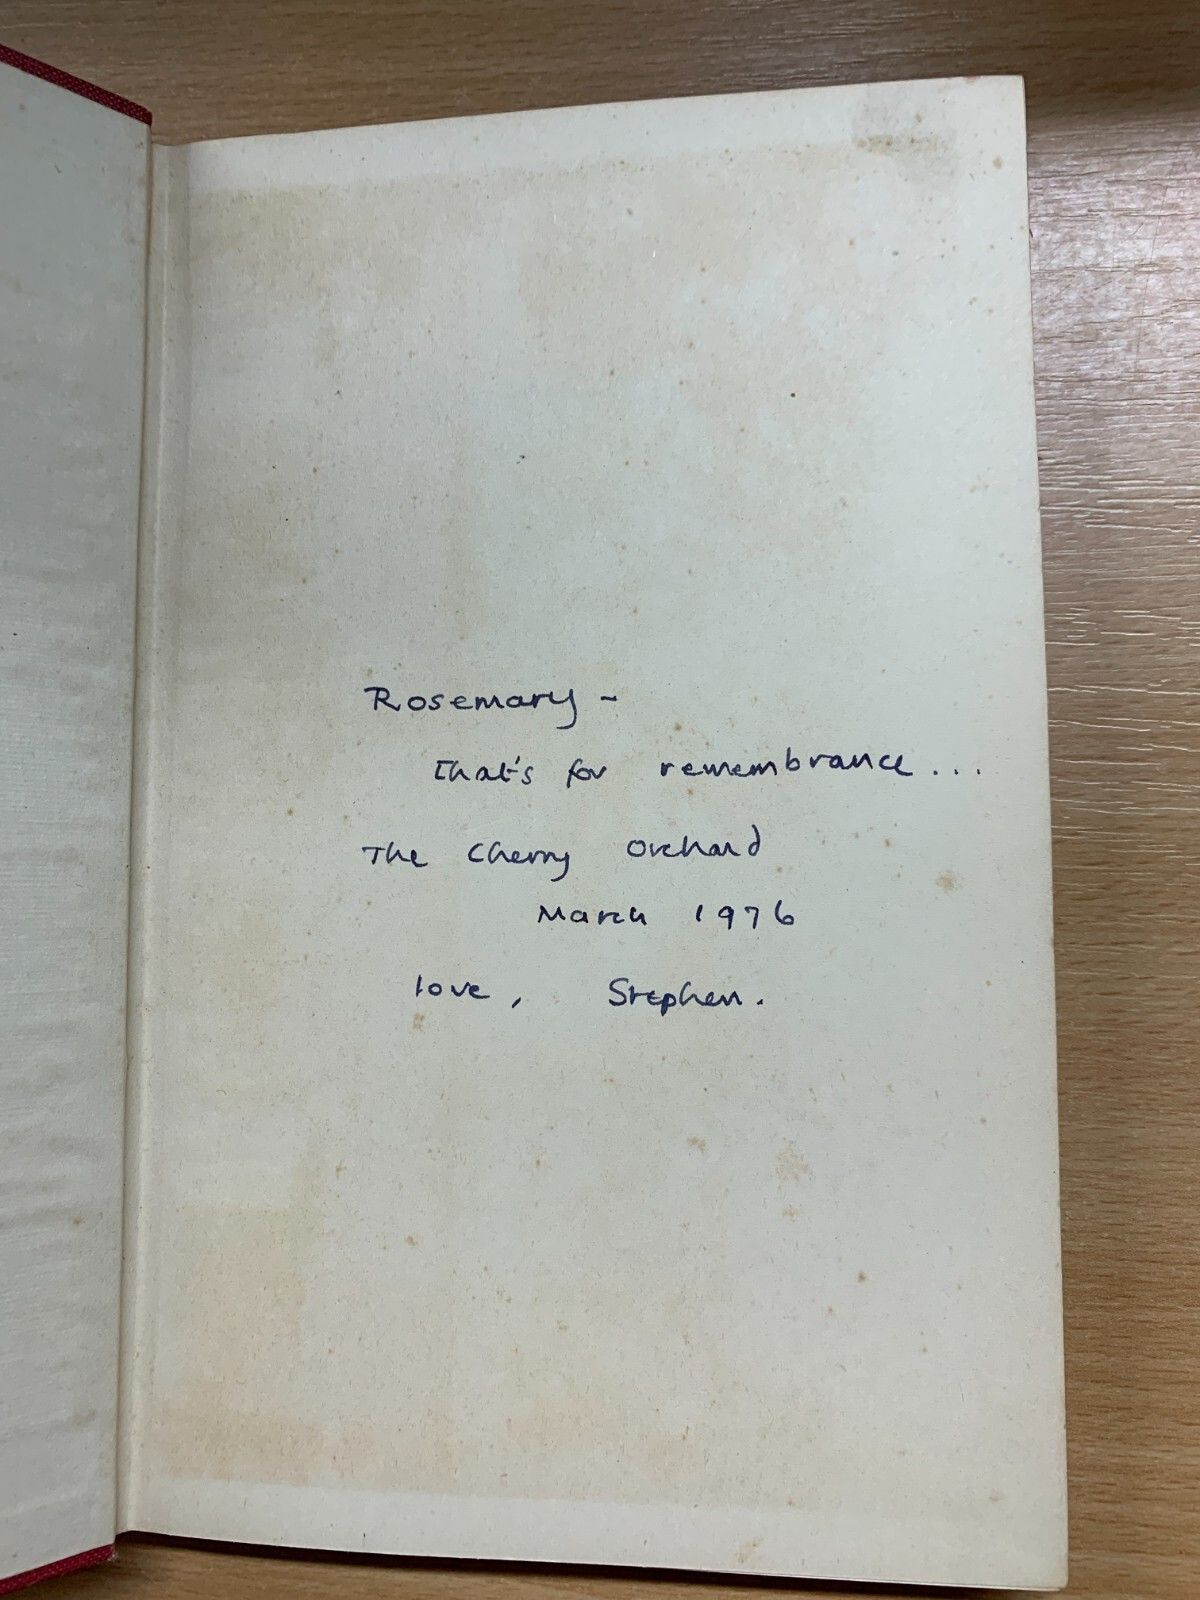 Rosemary -
that's for remembrance...
The Cherry Orchard
March 1976
love, Stephen.